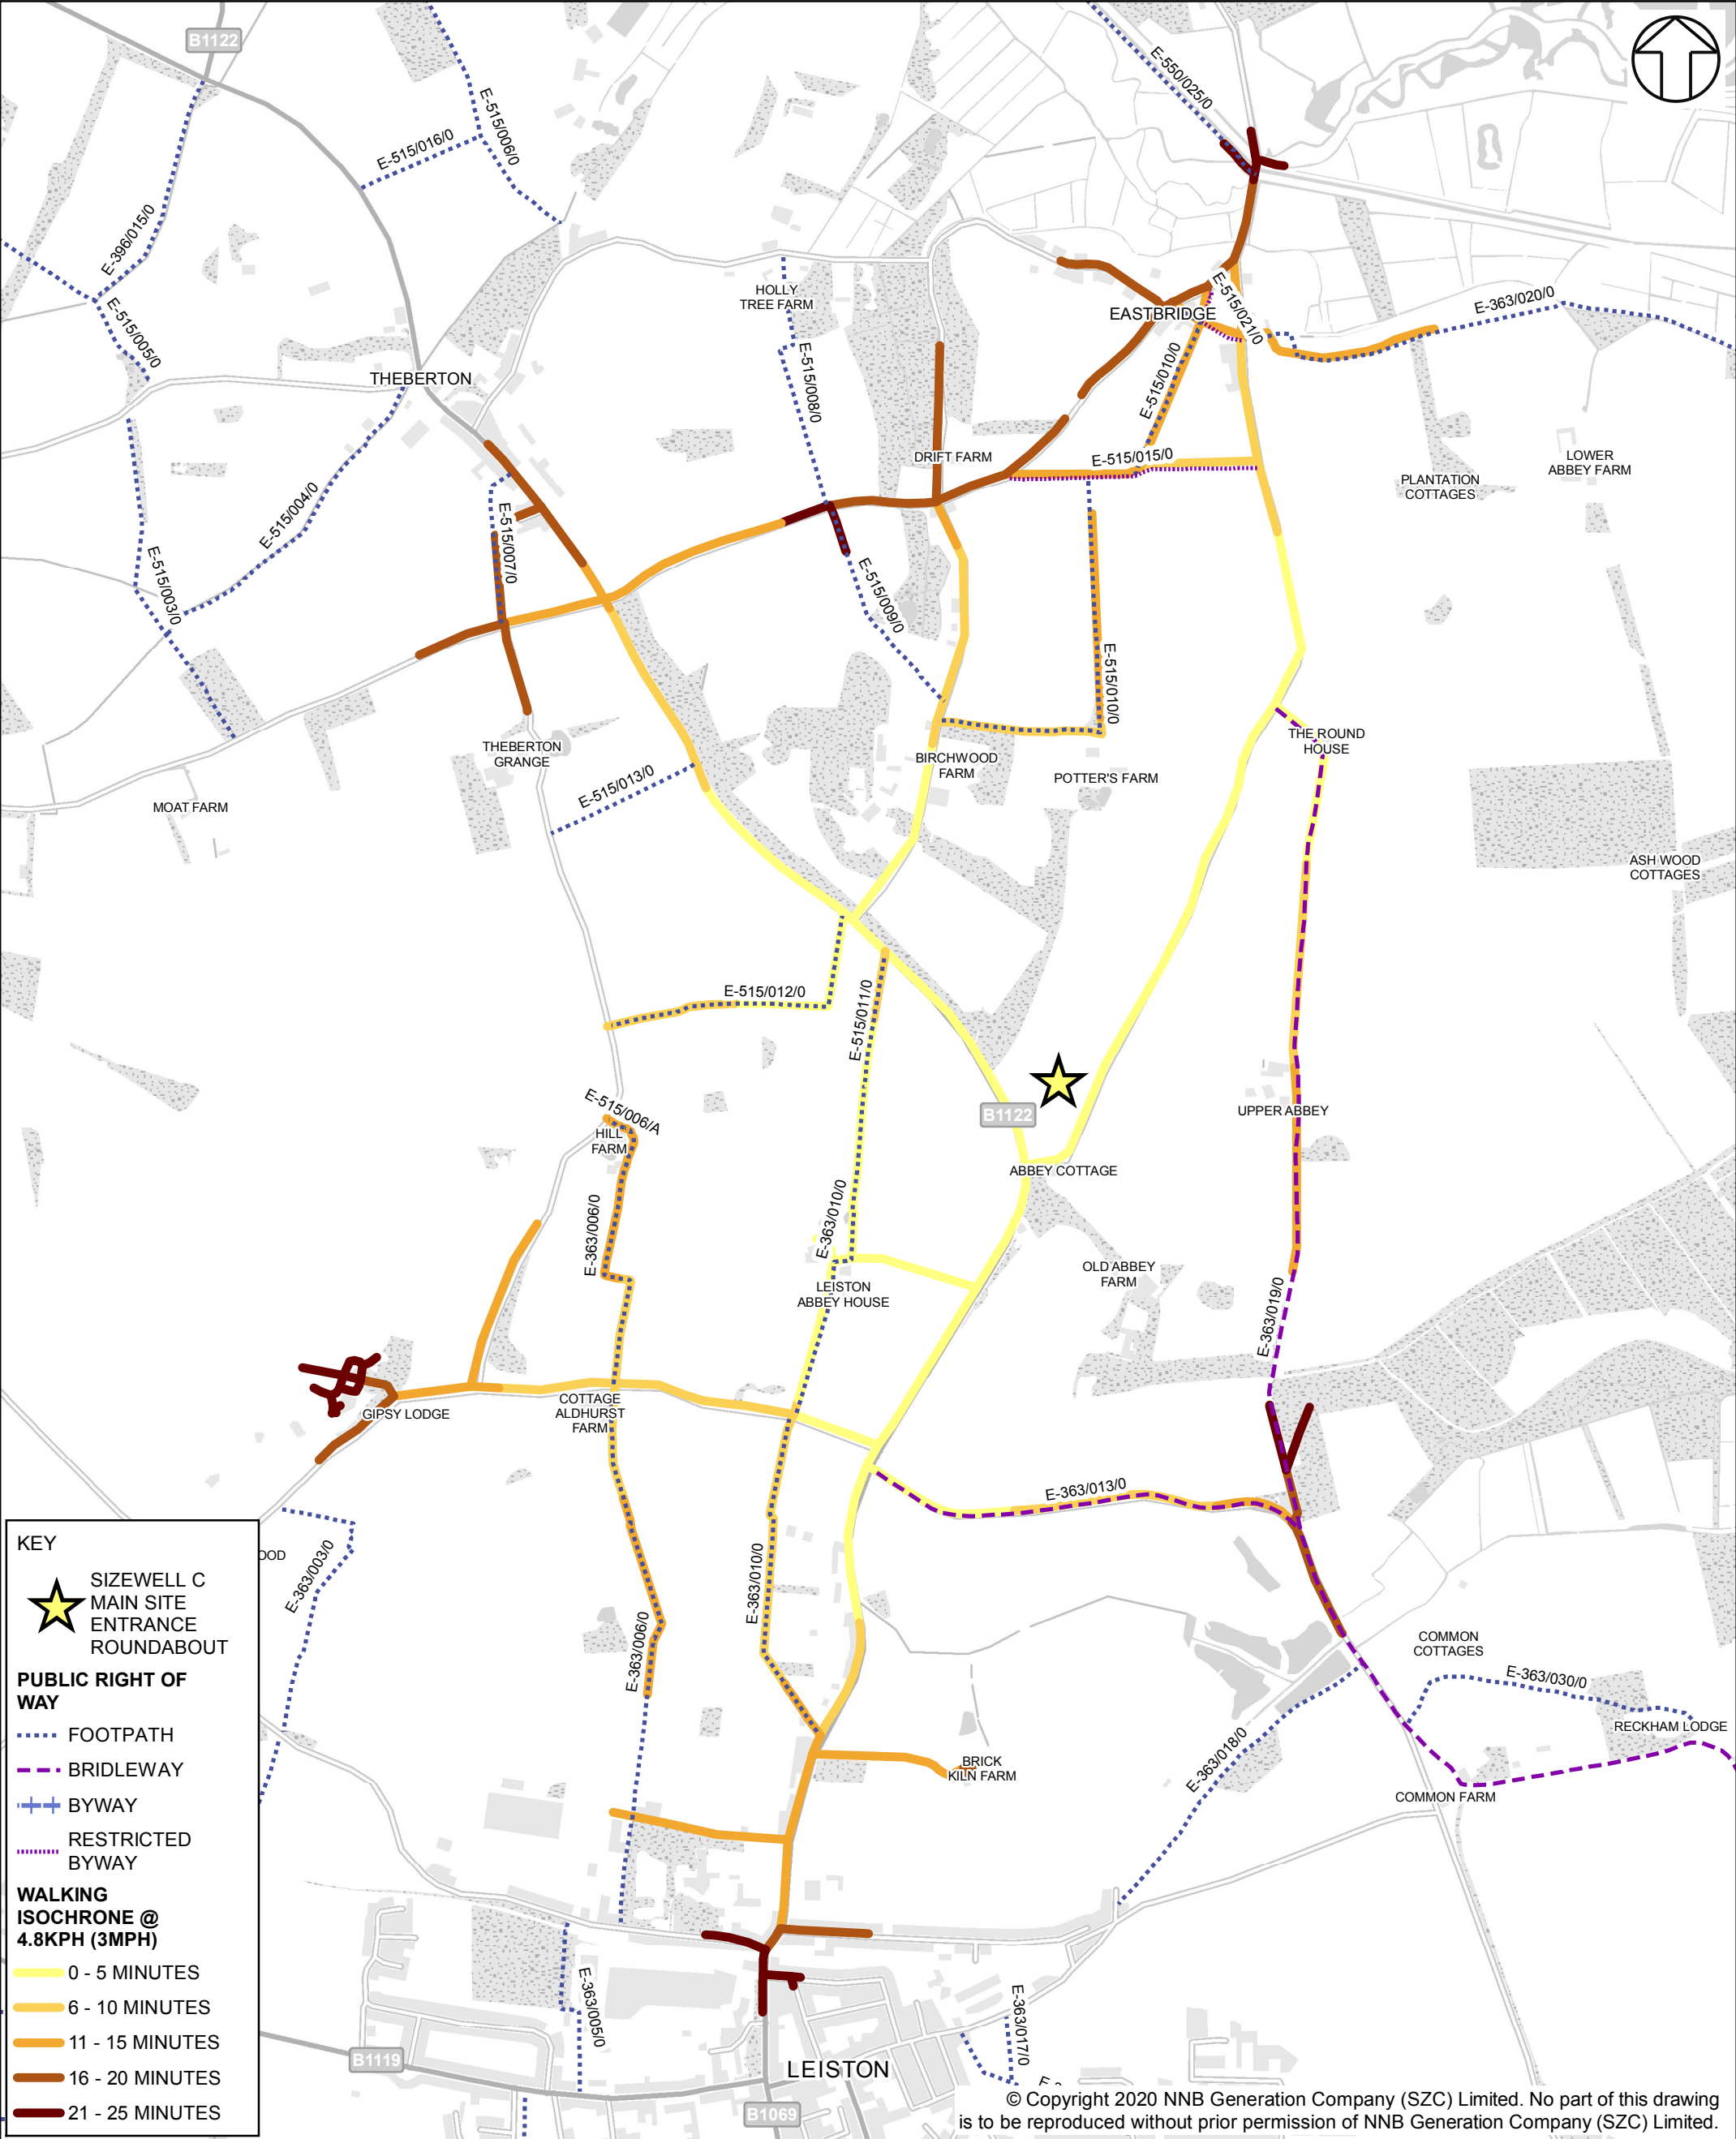 B1122
E-550/025/0
E-515/006/0
E-515/016/0
E-396/015/0
E-515/005/0
HOLLY
TREE FARM
E-515/021/0
E-363/020/0
EASTBRIDGE
THEBERTON
E-515/008/0
E-515/010/0
DRIFT FARM
E-515/015/0
LOWER
ABBEY FARM
PLANTATION
COTTAGES
E-515/004/0
E-515/007/0
E-515/003/0
E-515/009/0
E-515/010/0
THE ROUND
HOUSE
THEBERTON
GRANGE
BIRCHWOOD
FARM
POTTER'S FARM
E-515/013/0
MOAT FARM
ASH WOOD
COTTAGES
E-515/012/0
E-515/011/0
E-515/006/A
B1122
UPPER ABBEY
HILL
FARM
ABBEY COTTAGE
E-363/006/0
E-363/010/0
OLD ABBEY
FARM
LEISTON
ABBEY HOUSE
E-363/019/0
COTTAGE
ALDHURST
FARM
GIPSY LODGE
E-363/013/0
E-363/003/0
OOD
E-363/010/0
E-363/006/0
COMMON
COTTAGES
E-363/030/0
RECKHAM LODGE
E-363/018/0
BRICK
KILN FARM
COMMON FARM
E-363/005/0
E-363/017/0
B1119
LEISTON
B1069
KEY
SIZEWELL C
MAIN SITE
ENTRANCE
ROUNDABOUT
PUBLIC RIGHT OF
WAY
FOOTPATH
BRIDLEWAY
BYWAY
RESTRICTED
BYWAY
WALKING
ISOCHRONE @
4.8KPH (3MPH)
0 - 5 MINUTES
6 - 10 MINUTES
11 - 15 MINUTES
16 - 20 MINUTES
21 - 25 MINUTES
© Copyright 2020 NNB Generation Company (SZC) Limited. No part of this drawing
is to be reproduced without prior permission of NNB Generation Company (SZC) Limited.